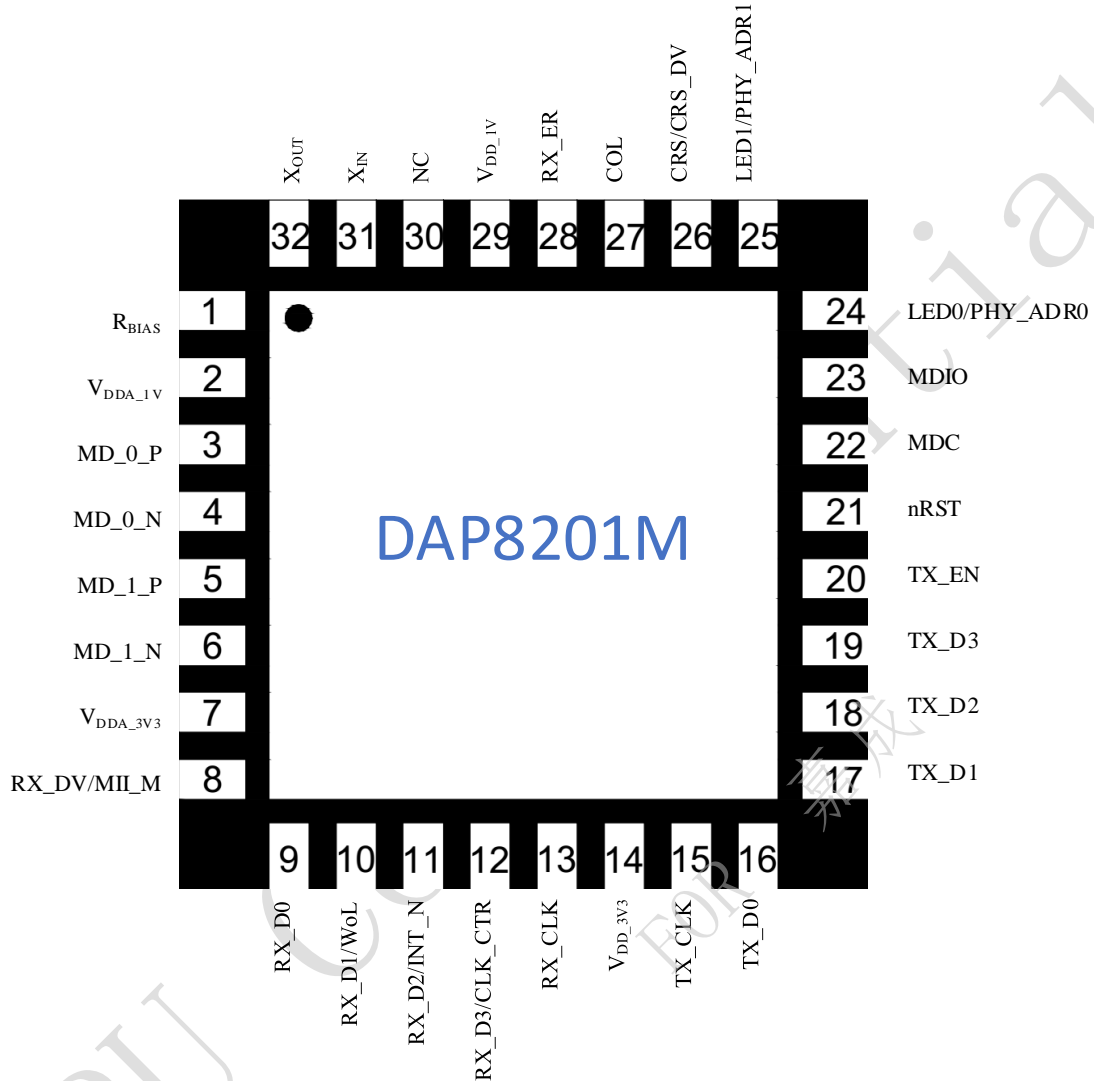 X_OUT
X_IN
NC
V_DD_1V
RX_ER
COL
CRS/CRS_DV
LED1/PHY_ADR1
32
31
30
29
28
27
26
25
1
R_BIAS
2
V_DDA_1V
3
MD_0_P
4
MD_0_N
5
MD_1_P
6
MD_1_N
7
V_DDA_3V3
8
RX_DV/MII_M
DAP8201M
24
LED0/PHY_ADR0
23
MDIO
22
MDC
21
nRST
20
TX_EN
19
TX_D3
18
TX_D2
17
TX_D1
9
10
11
12
13
14
15
16
RX_D0
RX_D1/WoL
RX_D2/INT_N
RX_D3/CLK_CTR
RX_CLK
V_DD_3V3
TX_CLK
TX_D0
FOR
嘉成